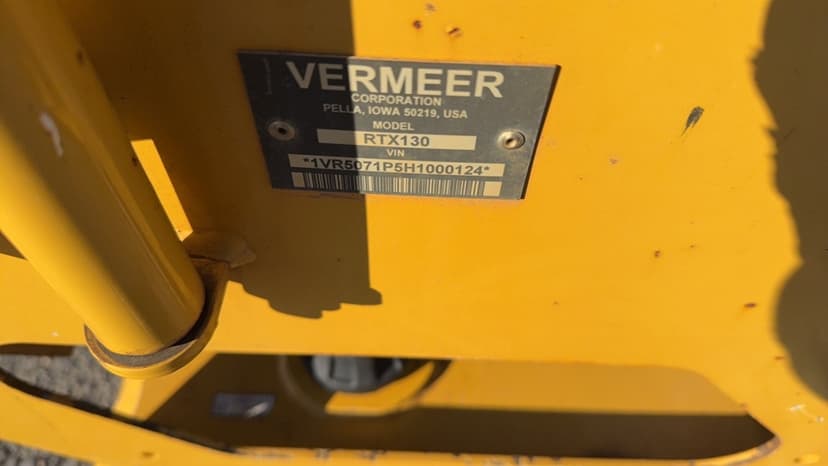 VERMEER
CORPORATION
PELLA, IOWA 50219, USA
MODEL
RTX130
VIN
*1VR5071P5H1000124*